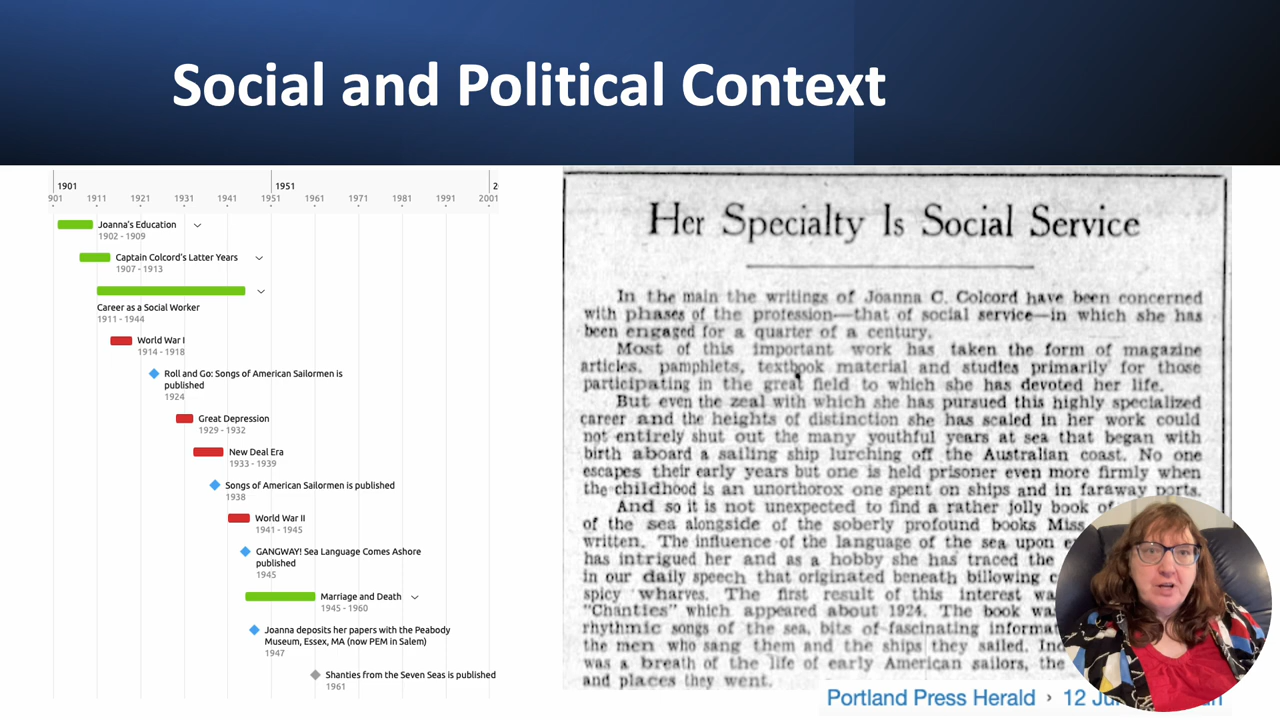 Social and Political Context
1901 1951 2
901 1911 1921 1931 1941 1951 1961 1971 1981 1991 2001
Joanna's Education
1902 - 1909
Captain Colcord's Latter Years
1907 - 1913
Career as a Social Worker
1911 - 1944
World War I
1914 - 1918
Roll and Go: Songs of American Sailormen is
published
1924
Great Depression
1929 - 1932
New Deal Era
1933 - 1939
Songs of American Sailormen is published
1938
World War II
1941 - 1945
GANGWAY! Sea Language Comes Ashore
published
1945
Marriage and Death
1945 - 1960
Joanna deposits her papers with the Peabody
Museum, Essex, MA (now PEM in Salem)
1947
Shanties from the Seven Seas is published
1961
Her Specialty Is Social Service
In the main the writings of Joanna C. Colcord have been concerned
with phases of the profession—that of social service—in which she has
been engaged for a quarter of a century.
Most of this important work has taken the form of magazine
articles, pamphlets, textbook material and studies primarily for those
participating in the great field to which she has devoted her life.
But even the zeal with which she has pursued this highly specialized
career and the heights of distinction she has scaled in her work could
not entirely shut out the many youthful years at sea that began with
birth aboard a sailing ship lurching off the Australian coast. No one
escapes their early years but one is held prisoner even more firmly when
the childhood is an unorthorox one spent on ships and in faraway ports.
And so it is not unexpected to find a rather jolly book of
of the sea alongside of the soberly profound books Miss
written. The influence of the language of the sea upon
has intrigued her and as a hobby she has traced the
in our daily speech that originated beneath billowing
spicy wharves. The first result of this interest
"Chanties" which appeared about 1924. The book
rhythmic songs of the sea, bits of fascinating
the men who sang them and the ships they sailed.
was a breath of the life of early American sailors, the
and places they went.
Portland Press Herald › 12